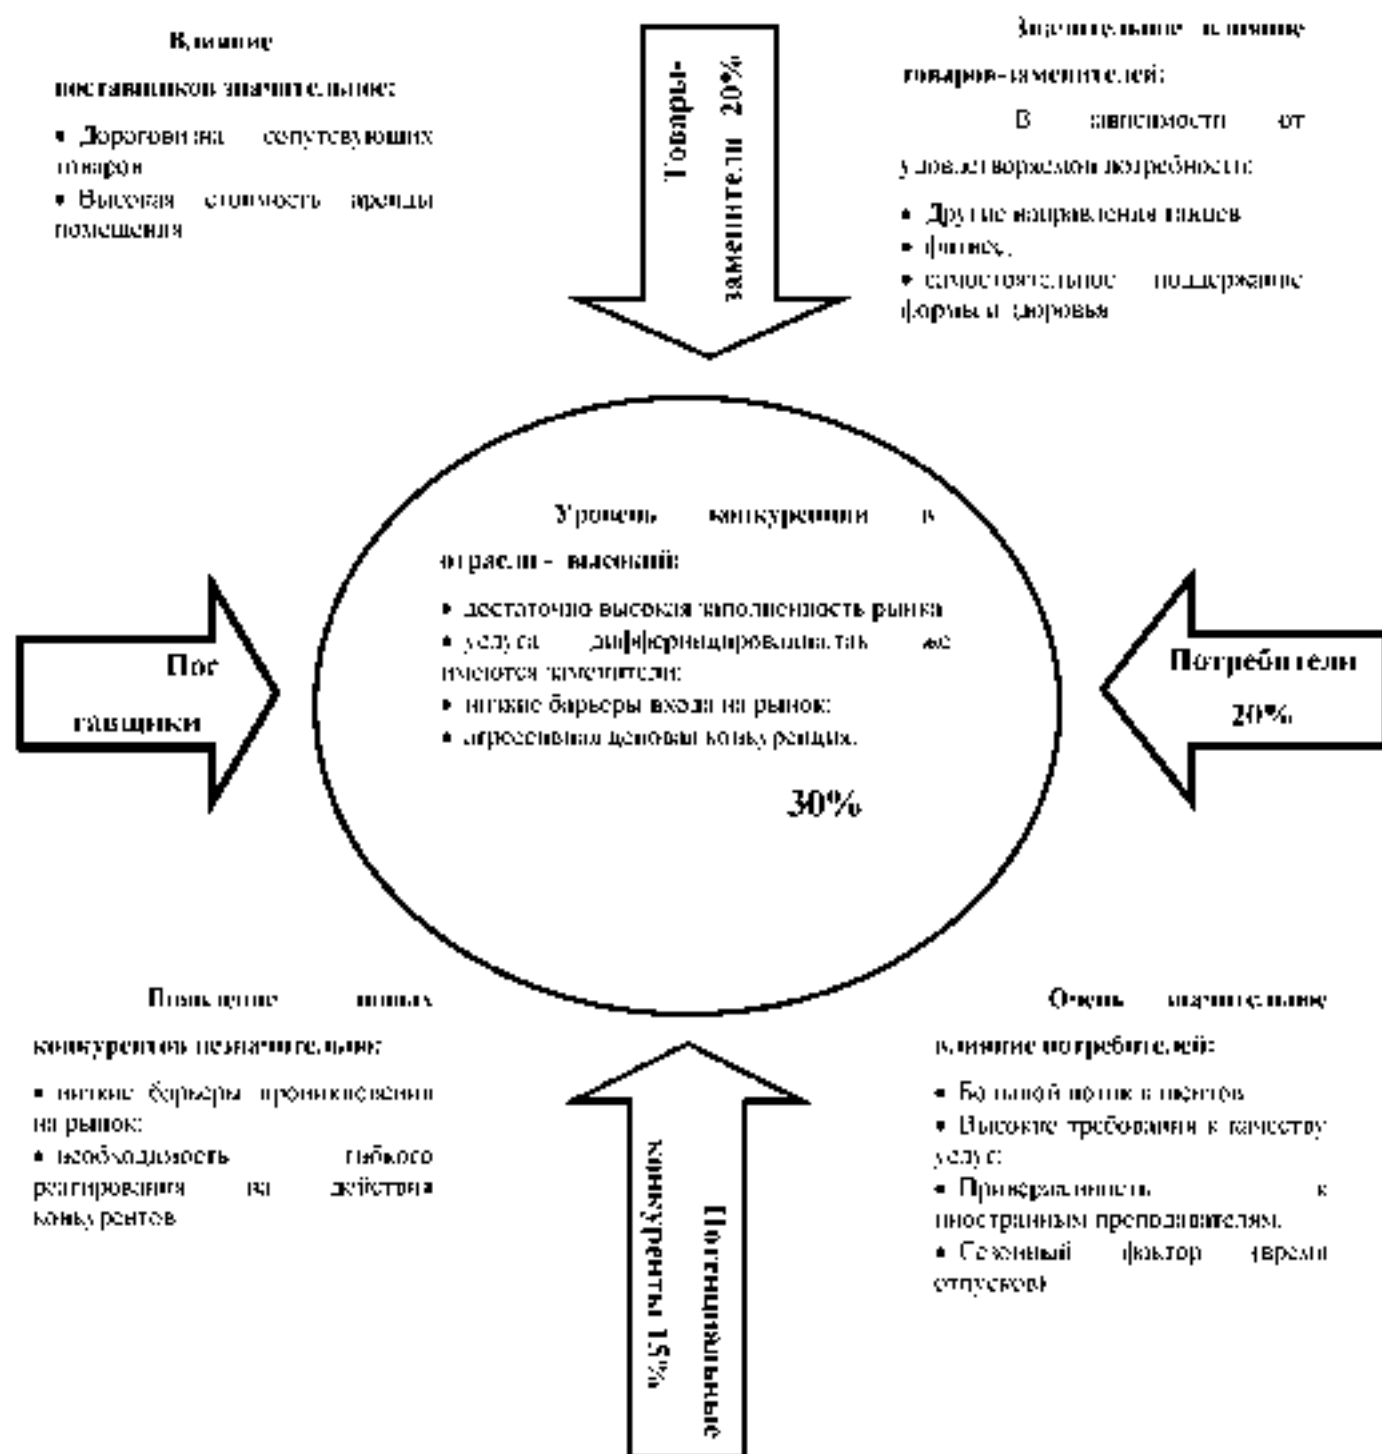 Влияние
поставщиков значительное:
• Дороговизна сопутсвующих
товаров
• Высокая стоимость аренды
помещения
Товары-
заменители 20%
Значительное влияние
товаров-заменителей:
В зависимости от
удовлетворяемой потребности:
• Другие направления танцев
• фитнес,
• самостоятельное поддержание
формы и здоровья
Уровень конкуренции в
отрасли - высокий:
• достаточно высокая заполненность рынка
• услуга так же
имеются заменители;
• низкие барьеры входа на рынок;
• агрессивная ценовая конкуренция.
30%
Пос
тавщики
Потребители
20%
Появление новых
конкурентов незначительно:
• низкие барьеры проникновения
на рынок;
• необходимость гибкого
реагирования на действия
конкурентов
Потенциальные
конкуренты 15%
Очень значительное
влияние потребителей:
• Большой поток клиентов
• Высокие требования к качеству
услуг;
• Приверженность к
иностранным преподавателям.
• Сезонный фактор (время
отпусков)